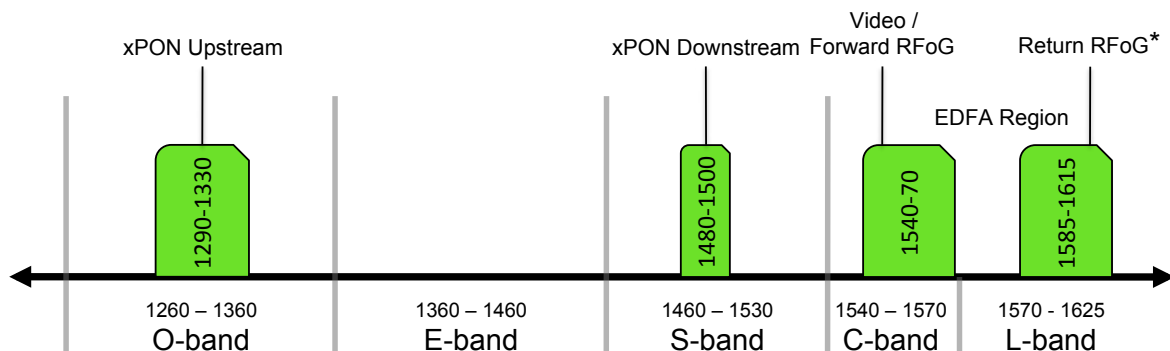 xPON Upstream
xPON Downstream
Video /
Forward RFoG
Return RFoG*
EDFA Region
1290-1330
1480-1500
1540-70
1585-1615
1260 – 1360
1360 – 1460
1460 – 1530
1540 – 1570
1570 - 1625
O-band
E-band
S-band
C-band
L-band